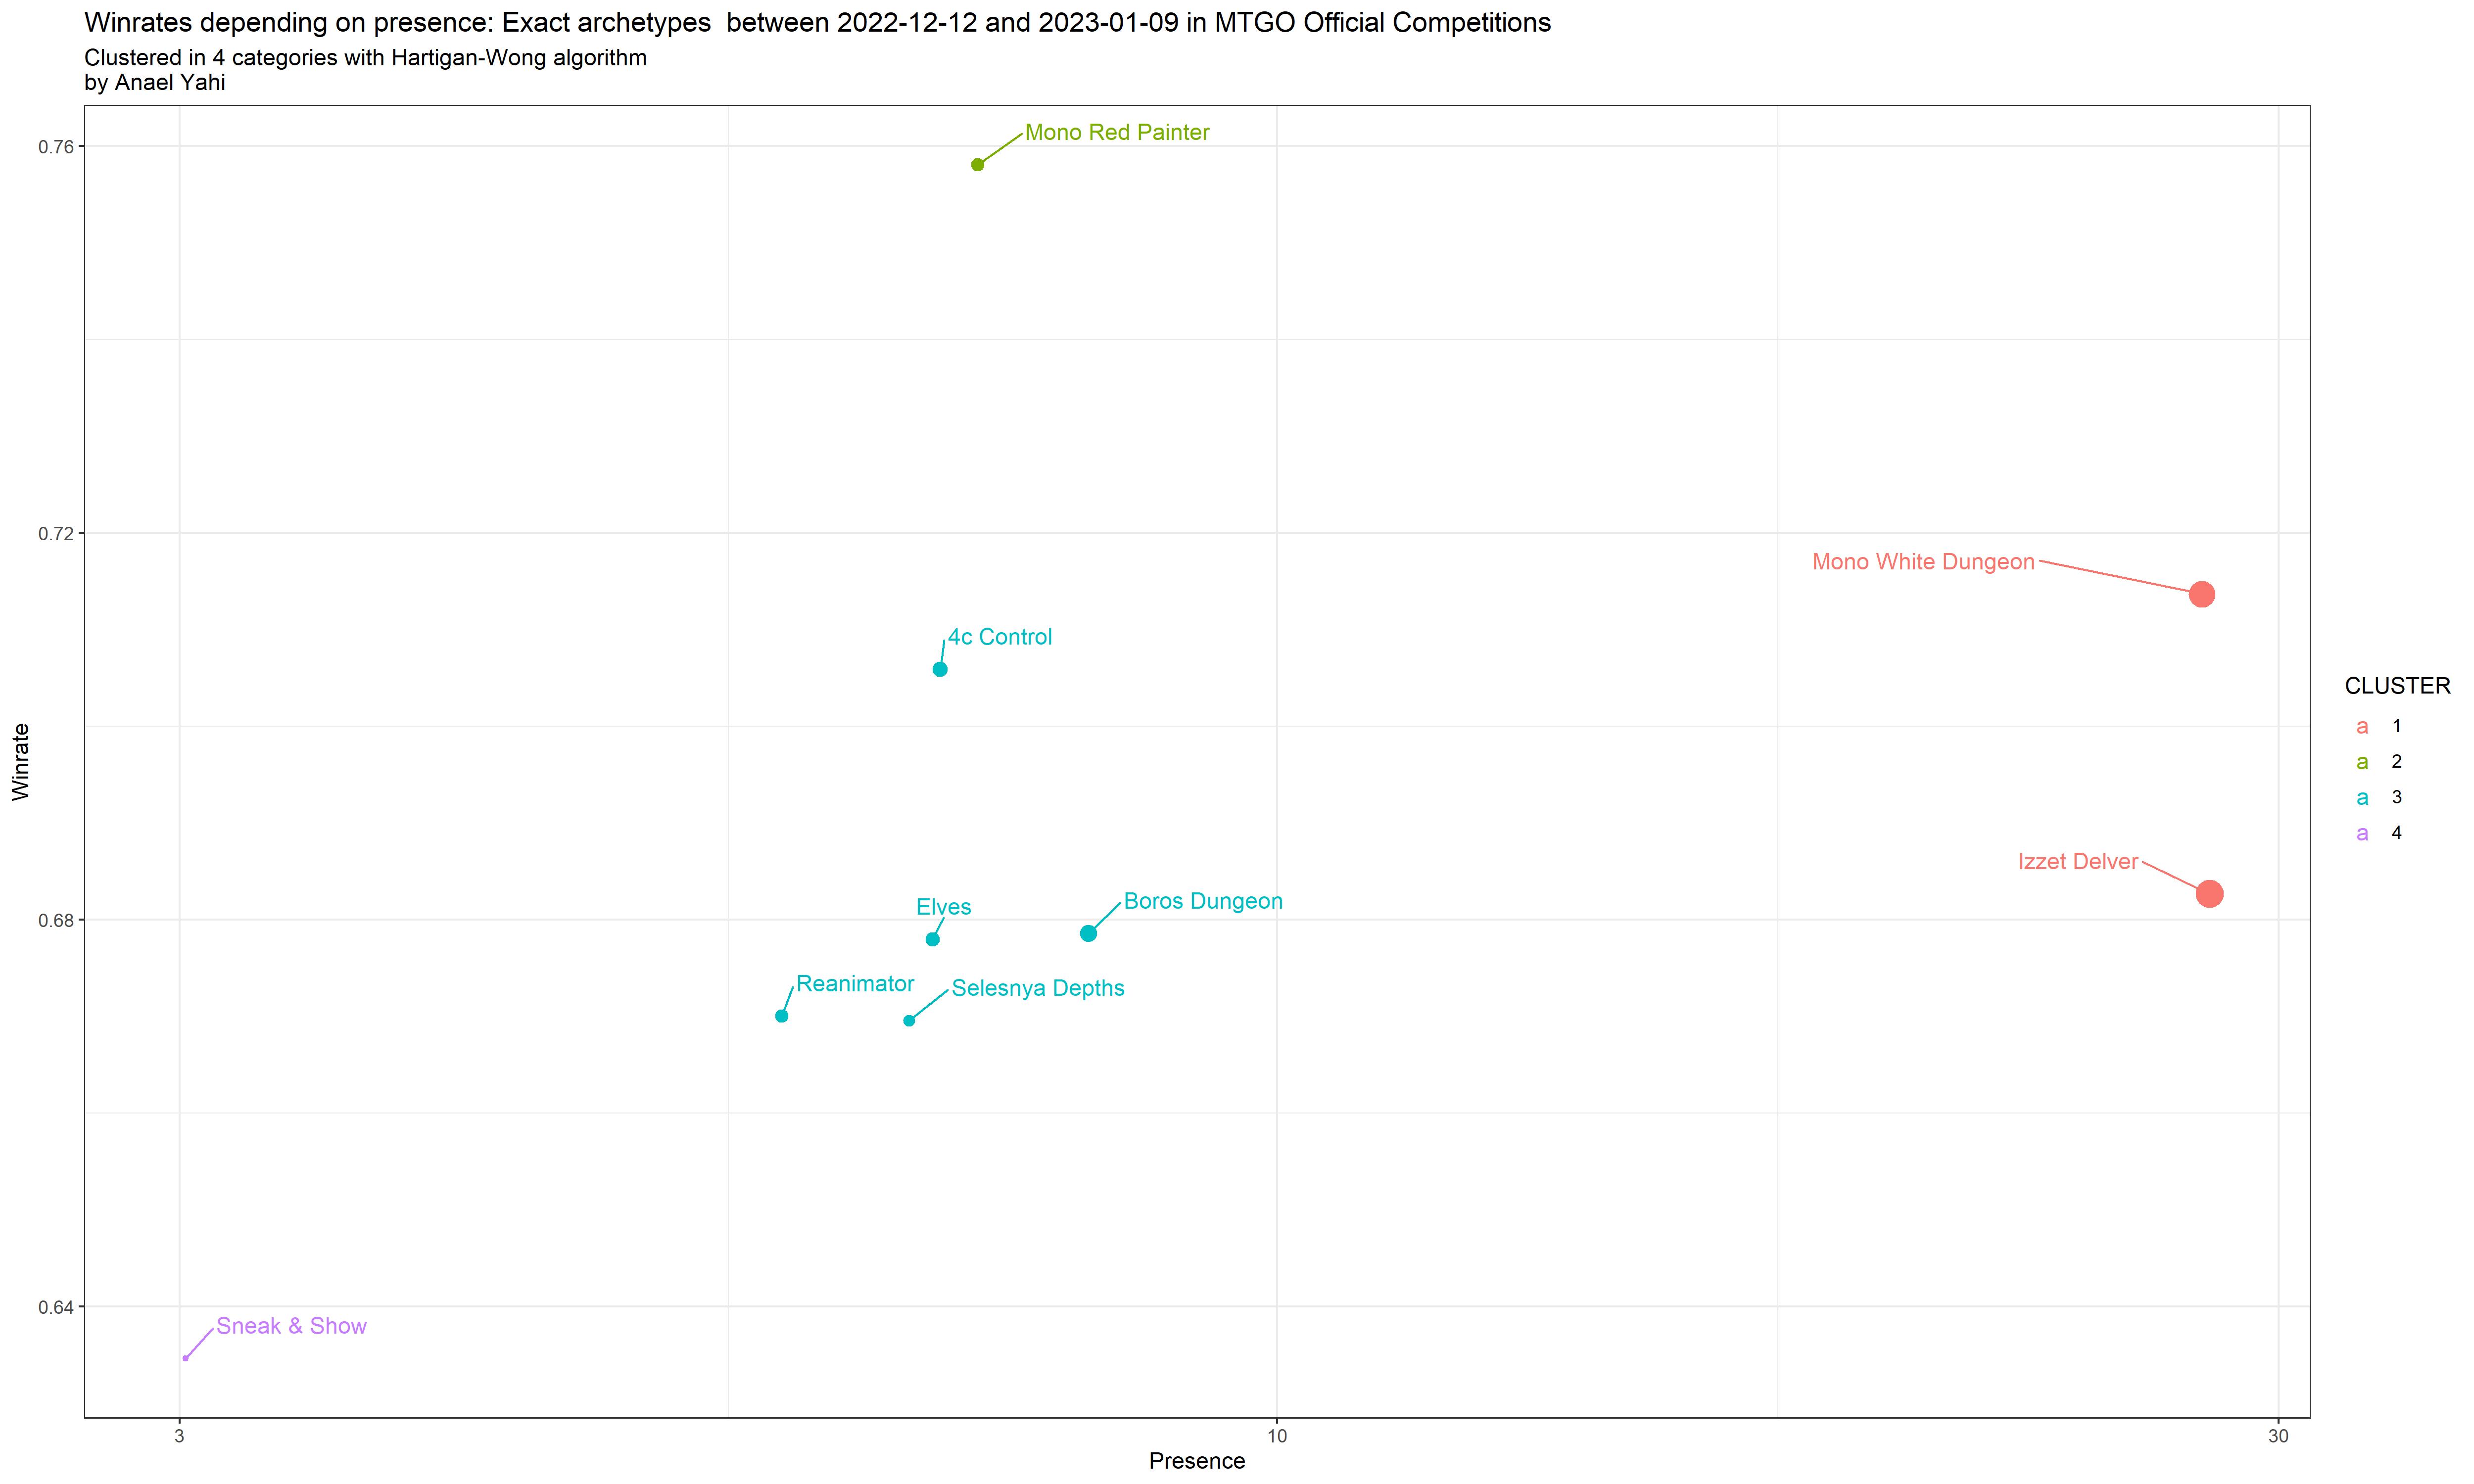 Winrates depending on presence: Exact archetypes  between 2022-12-12 and 2023-01-09 in MTGO Official Competitions
Clustered in 4 categories with Hartigan-Wong algorithm
by Anael Yahi
Mono Red Painter
0.76
0.72
Mono White Dungeon
4c Control
CLUSTER
a 1
a 2
a 3
a 4
Winrate
Izzet Delver
Boros Dungeon
Elves
0.68
Reanimator
Selesnya Depths
0.64
Sneak & Show
3
10
30
Presence